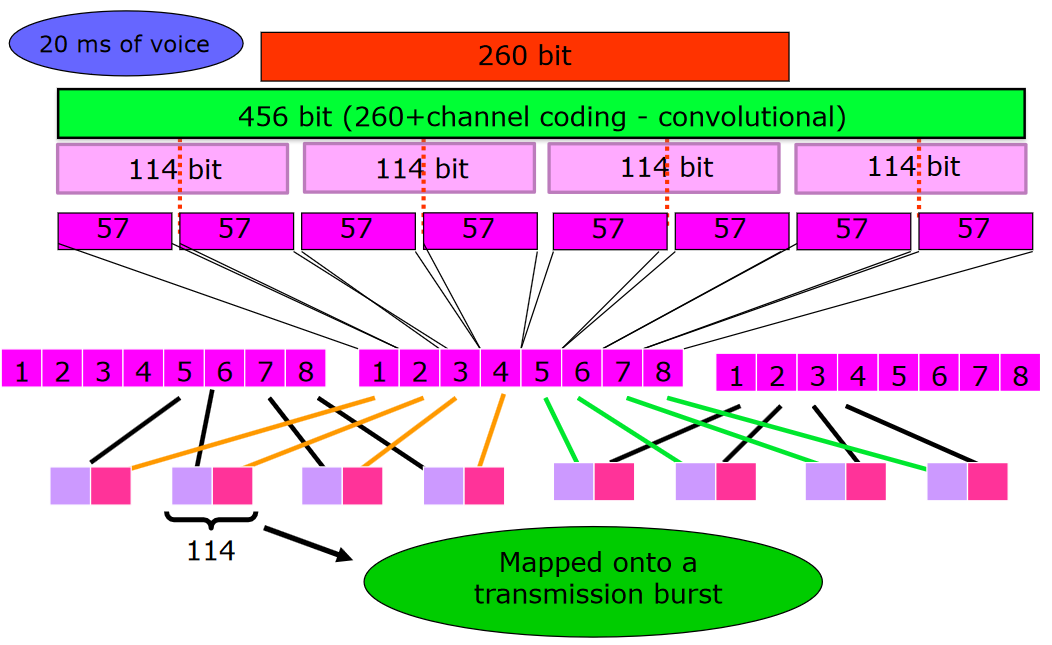 20 ms of voice
260 bit
456 bit (260+channel coding - convolutional)
114 bit
114 bit
114 bit
114 bit
57
57
57
57
57
57
57
57
1 2 3 4 5 6 7 8
1 2 3 4 5 6 7 8
1 2 3 4 5 6 7 8
114
Mapped onto a
transmission burst